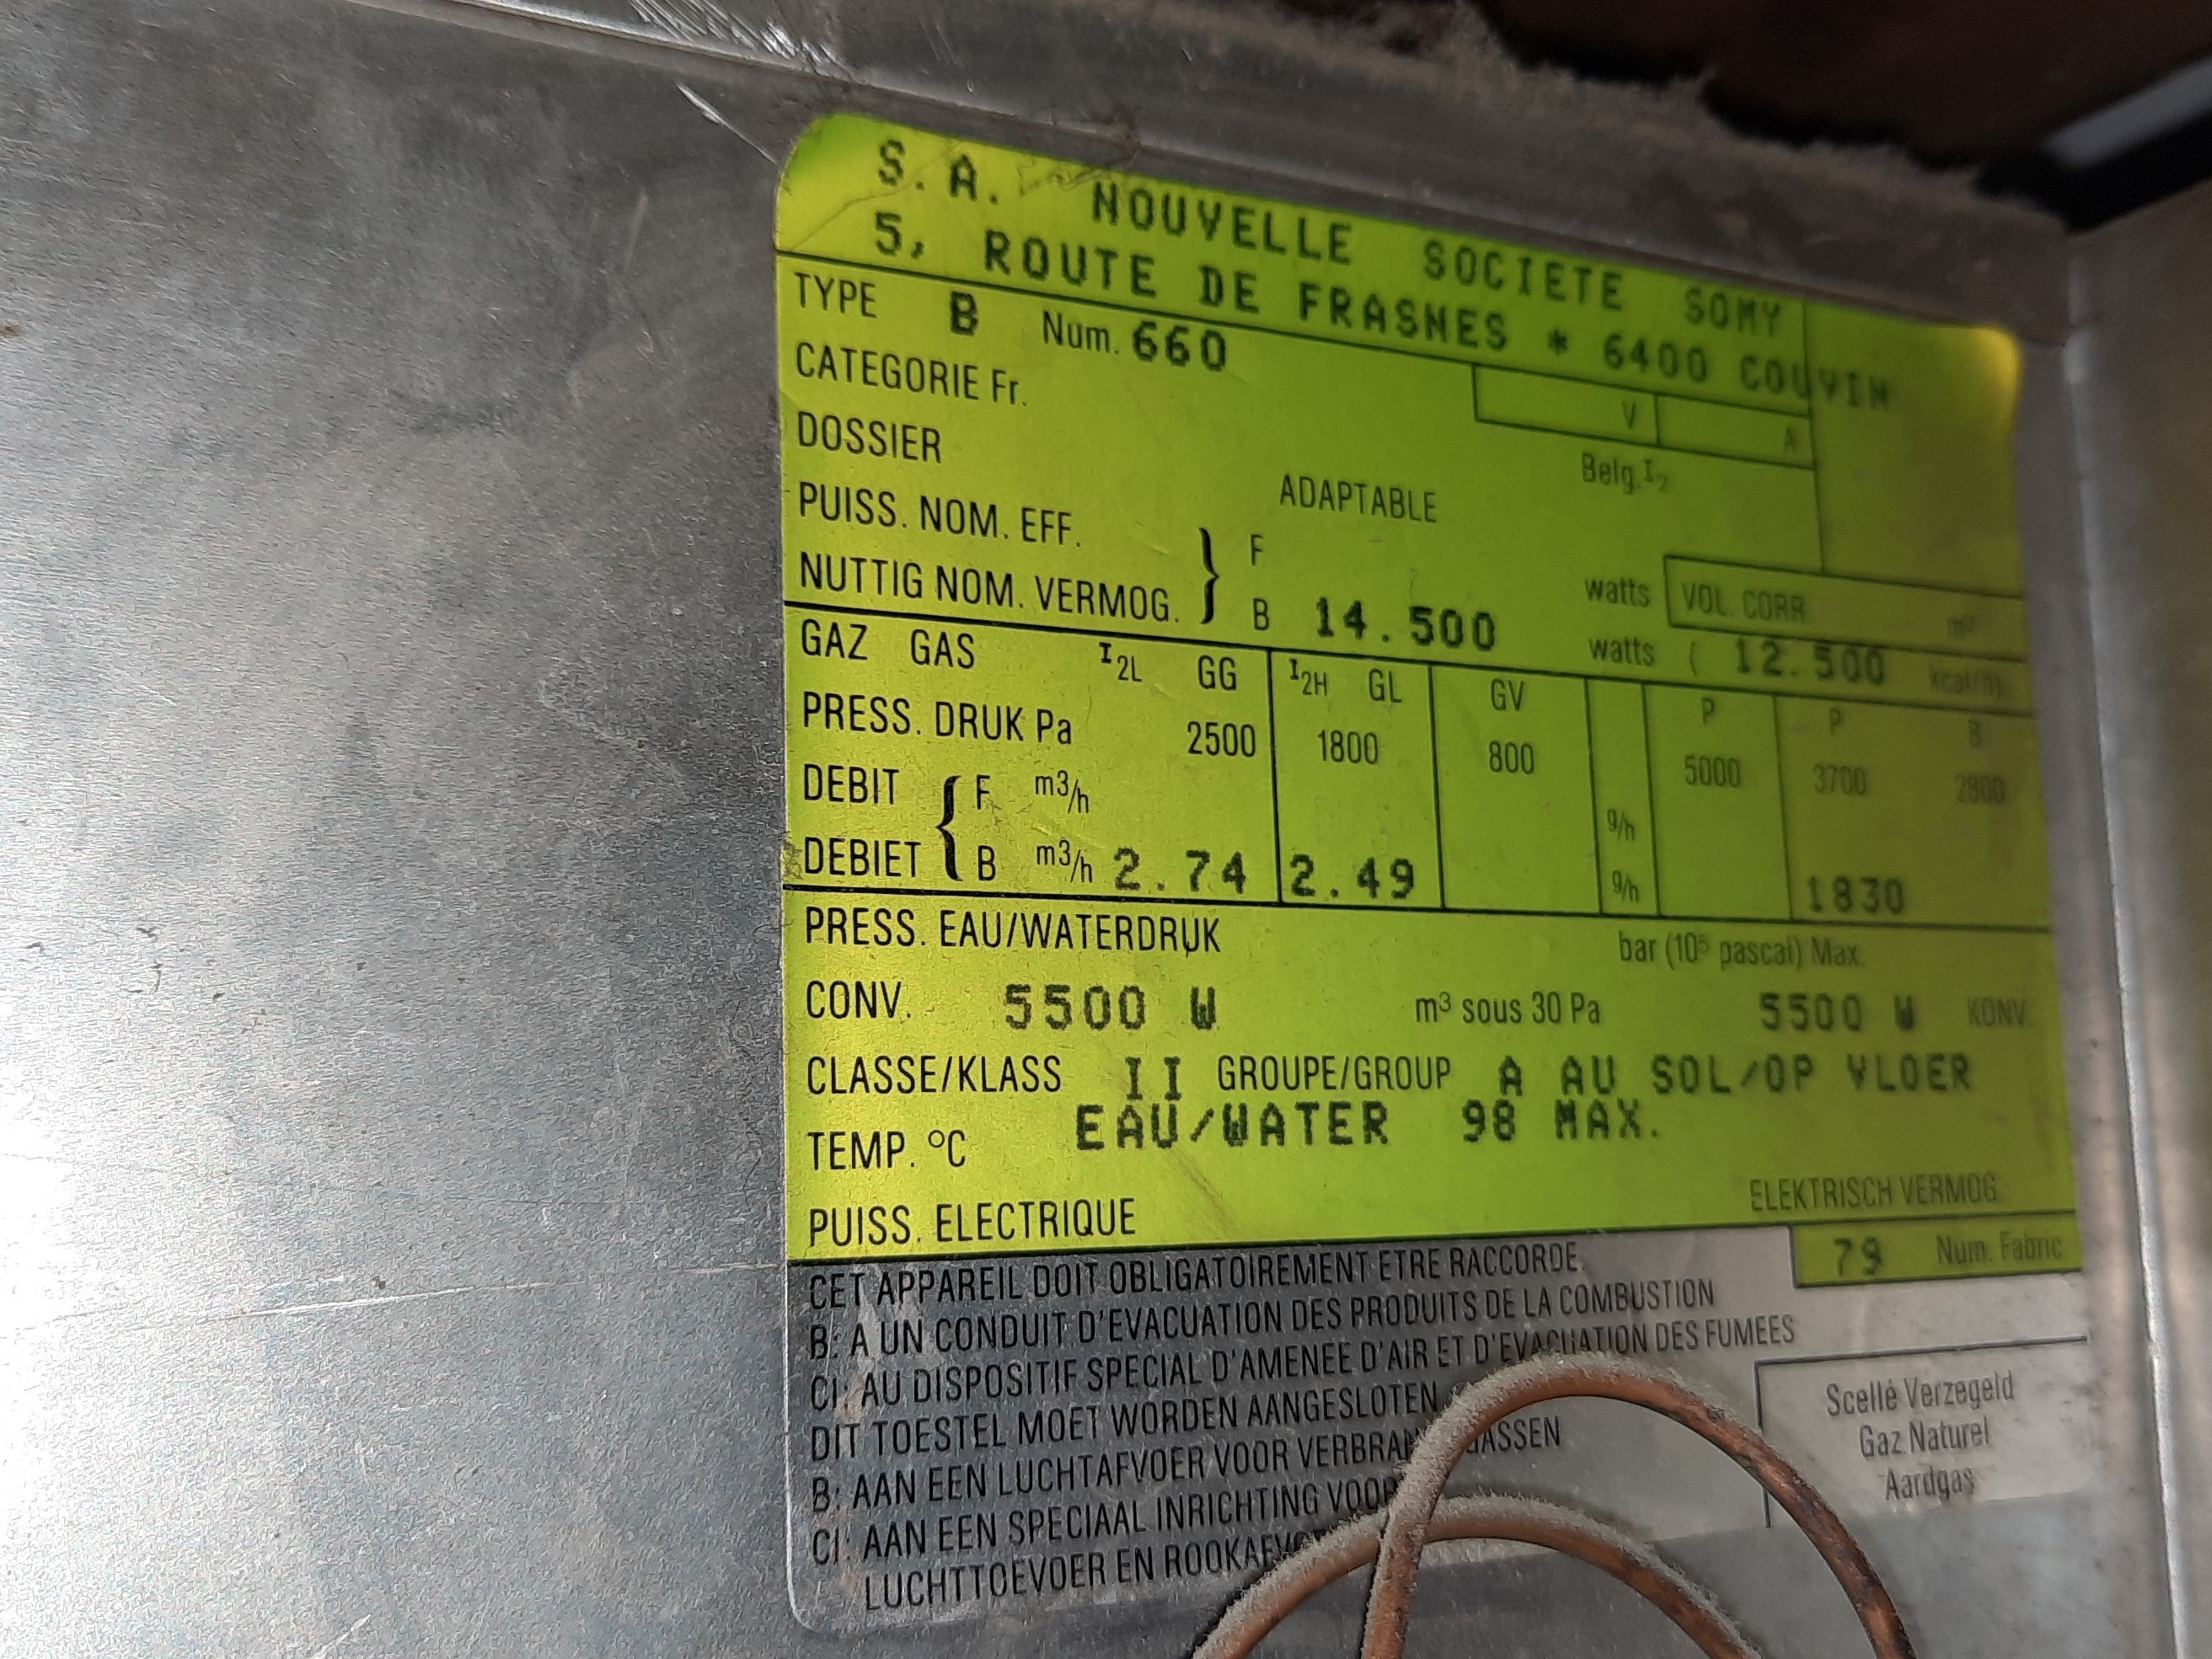 S.A. NOUVELLE SOCIETE SOMY
5, ROUTE DE FRASNES * 6400 COUVIN
TYPE B Num. 660
V A
CATEGORIE Fr. Belg. I2
DOSSIER ADAPTABLE
PUISS. NOM. EFF. F watts VOL. CORR. m³
NUTTIG NOM. VERMOG. B 14.500 watts ( 12.500 kcal/h)
GAZ GAS I2L GG I2H GL GV P P B
PRESS. DRUK Pa 2500 1800 800 5000 3700 2800
DEBIT F m3/h g/h
DEBIET B m3/h 2.74 2.49 g/h 1830
PRESS. EAU/WATERDRUK bar (10⁵ pascal) Max.
CONV. 5500 W m³ sous 30 Pa 5500 W KONV.
CLASSE/KLASS II GROUPE/GROUP A AU SOL/OP VLOER
TEMP. °C EAU/WATER 98 MAX.
PUISS. ELECTRIQUE ELEKTRISCH VERMOG.
79 Num. Fabric
CET APPAREIL DOIT OBLIGATOIREMENT ETRE RACCORDE
B: A UN CONDUIT D'EVACUATION DES PRODUITS DE LA COMBUSTION
CI: AU DISPOSITIF SPECIAL D'AMENEE D'AIR ET D'EVACUATION DES FUMEES
DIT TOESTEL MOET WORDEN AANGESLOTEN
B: AAN EEN LUCHTAFVOER VOOR
CI: AAN EEN SPECIAAL INRICHTING VOOR
LUCHTTOEVOER EN
Scellé Verzegeld
Gaz Naturel
Aardgas